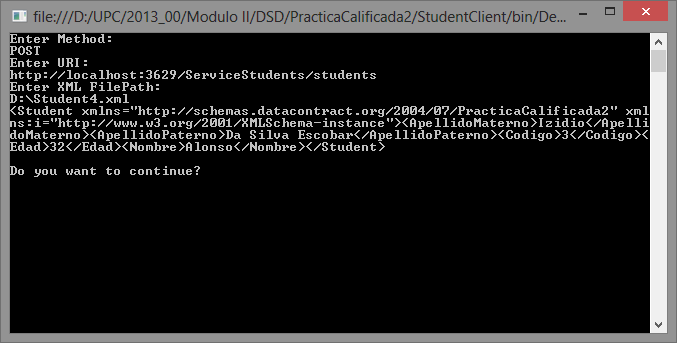 file:///D:/UPC/2013_00/Modulo II/DSD/PracticaCalificada2/StudentClient/bin/De...
Enter Method:
POST
Enter URI:
http://localhost:3629/ServiceStudents/students
Enter XML FilePath:
D:\Student4.xml
<Student xmlns="http://schemas.datacontract.org/2004/07/PracticaCalificada2" xml
ns:i="http://www.w3.org/2001/XMLSchema-instance"><ApellidoMaterno>Izidio</Apelli
doMaterno><ApellidoPaterno>Da Silva Escobar</ApellidoPaterno><Codigo>3</Codigo><
Edad>32</Edad><Nombre>Alonso</Nombre></Student>
Do you want to continue?